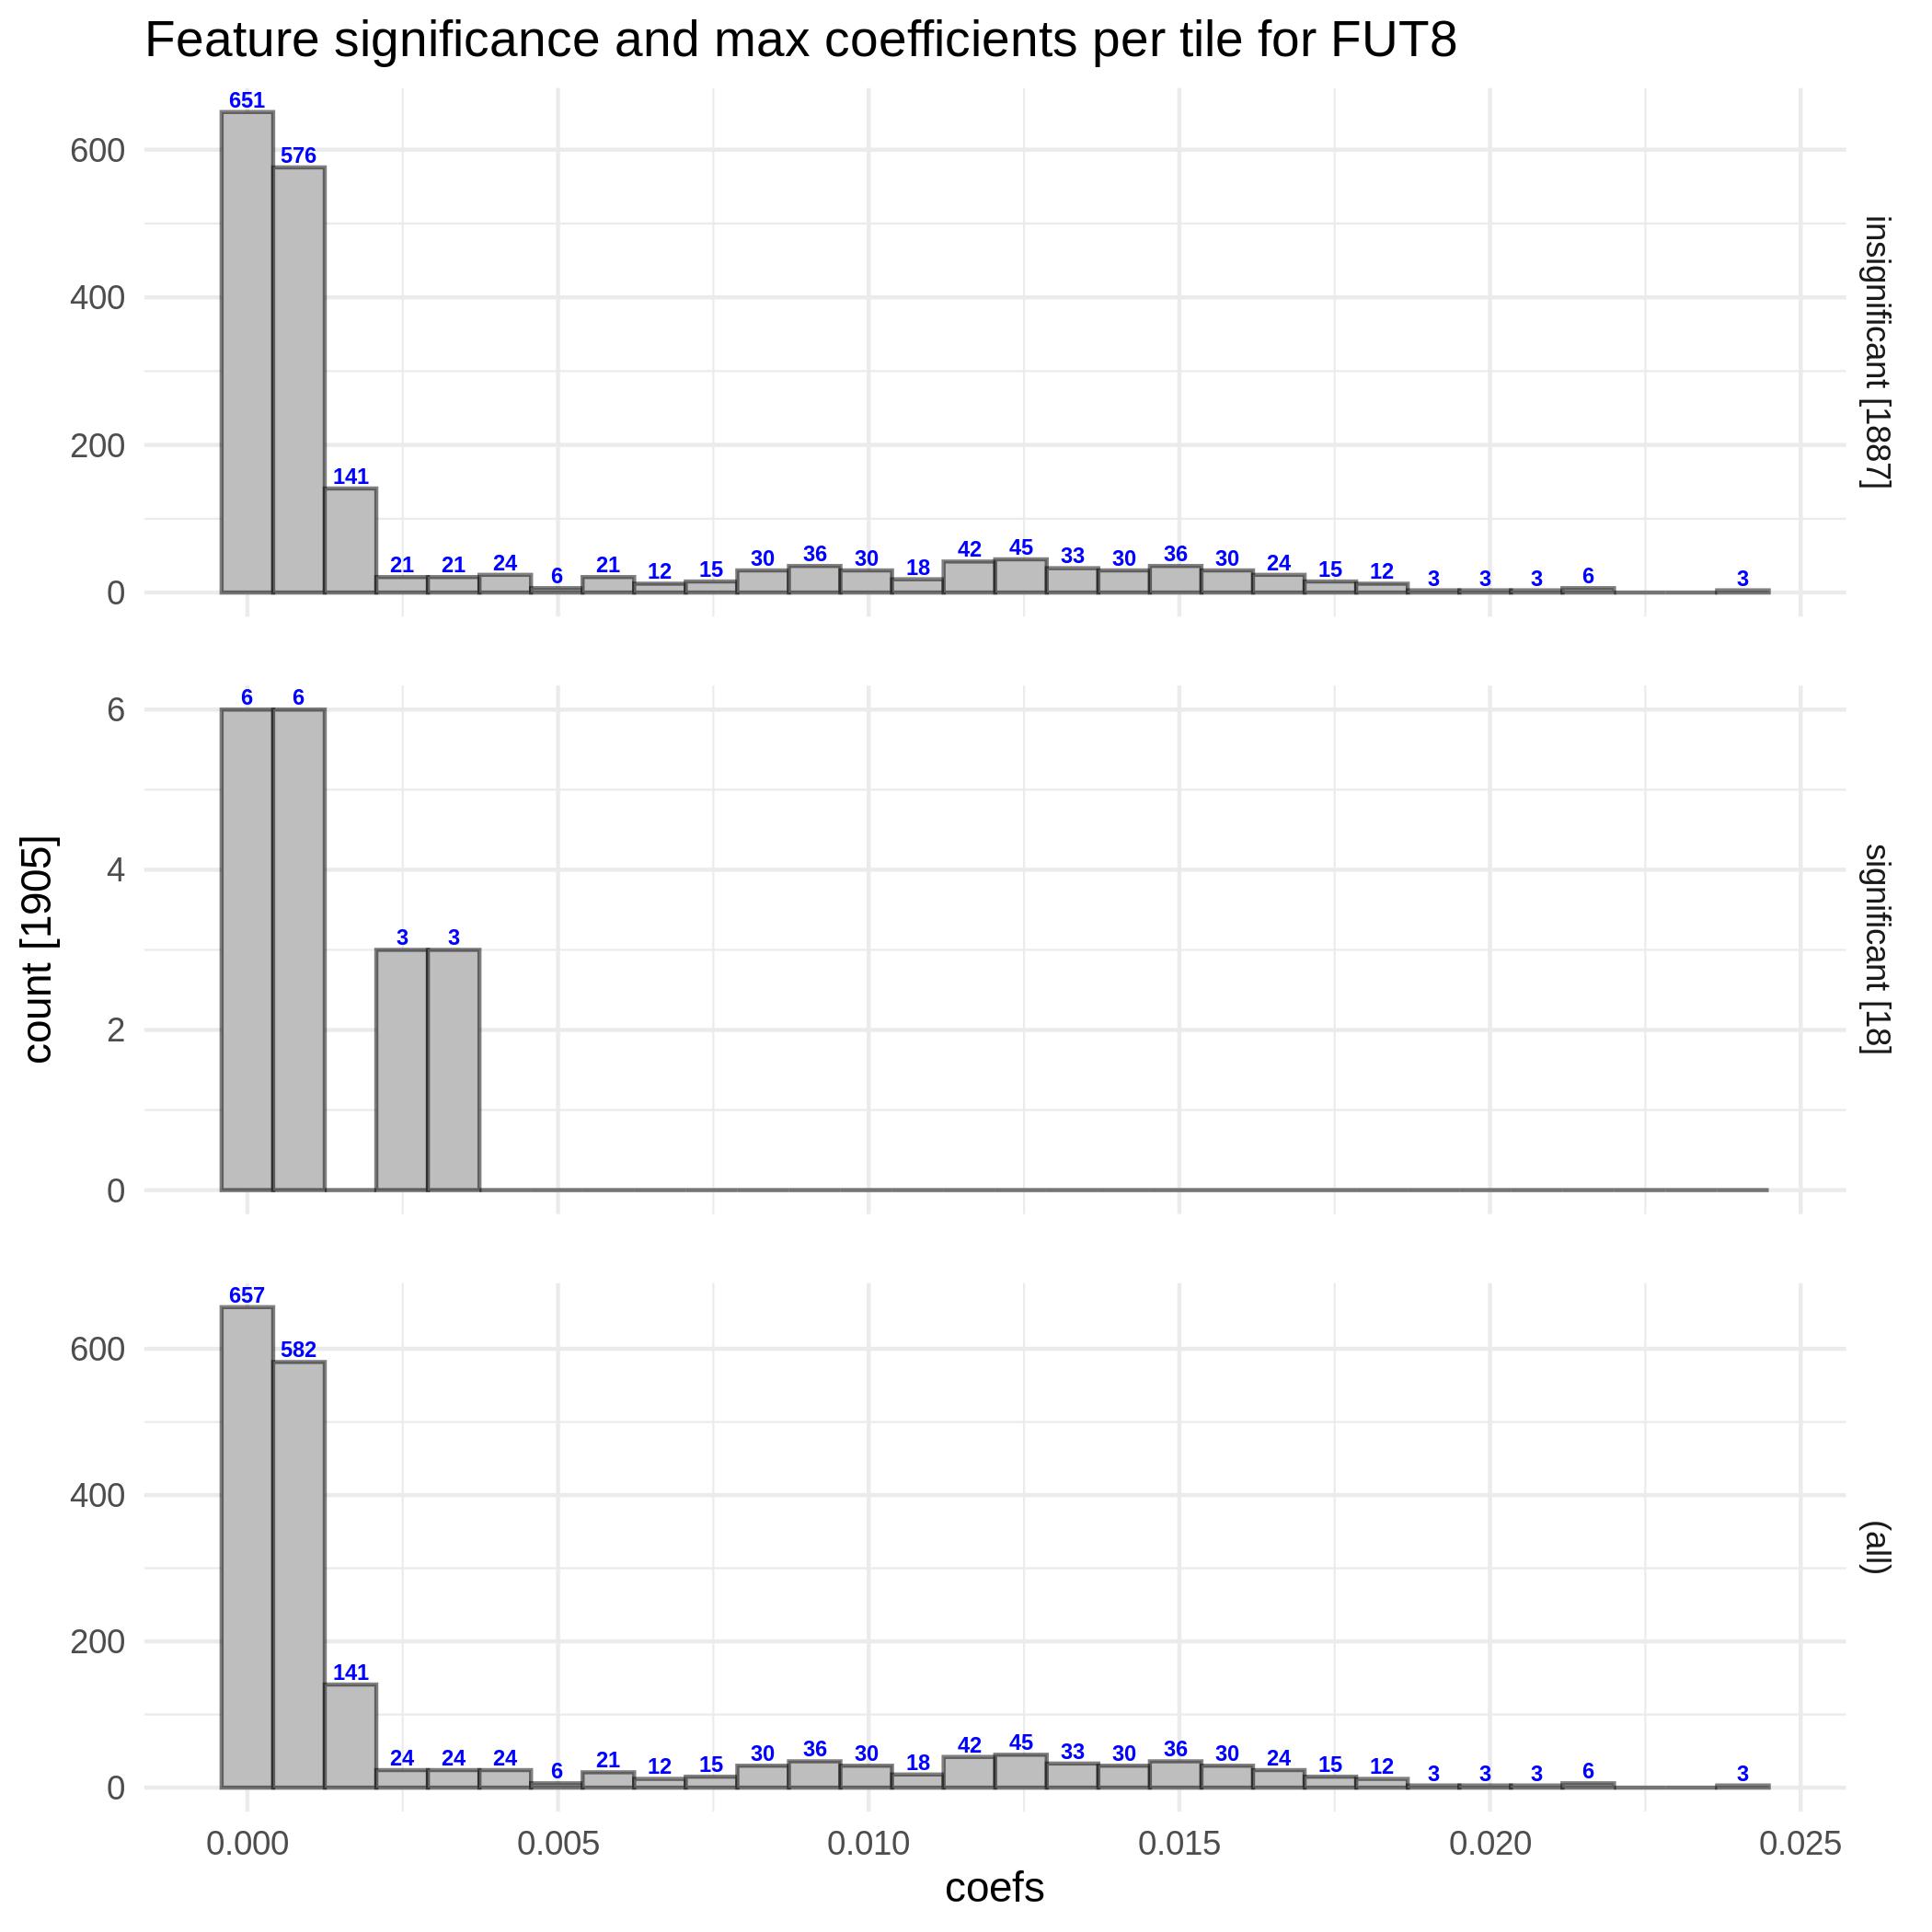 Feature significance and max coefficients per tile for FUT8
651
576
141
21 21 24 6 21 12 15 30 36 30 18 42 45 33 30 36 30 24 15 12 3 3 3 6 3
600
400
200
0
insignificant [1887]
6 6
3 3
6
4
2
0
significant [18]
count [1905]
657
582
141
24 24 24 6 21 12 15 30 36 30 18 42 45 33 30 36 30 24 15 12 3 3 3 6 3
600
400
200
0
(all)
0.000 0.005 0.010 0.015 0.020 0.025
coefs